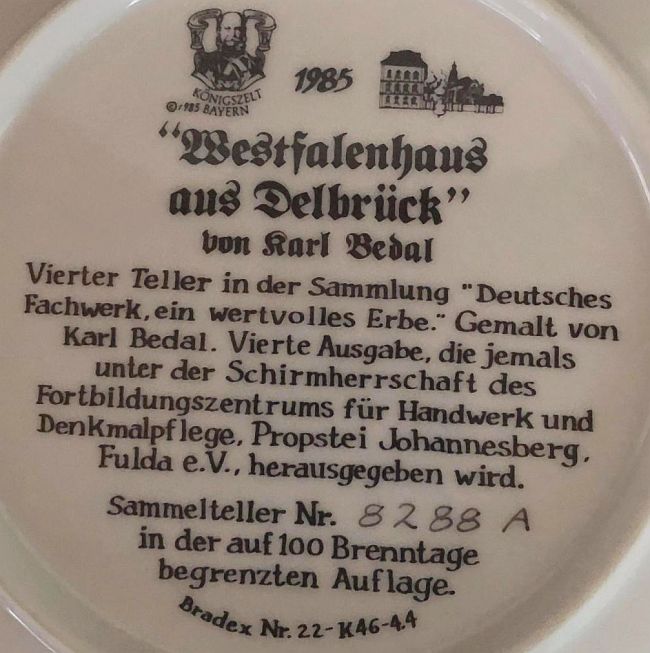 KÖNIGSZELT
©1985 BAYERN
1985
"Westfalenhaus
aus Delbrück"
von Karl Bedal
Vierter Teller in der Sammlung "Deutsches
Fachwerk, ein wertvolles Erbe." Gemalt von
Karl Bedal. Vierte Ausgabe, die jemals
unter der Schirmherrschaft des
Fortbildungszentrums für Handwerk und
Denkmalpflege, Propstei Johannesberg,
Fulda e.V., herausgegeben wird.
Sammelteller Nr. 8288 A
in der auf 100 Brenntage
begrenzten Auflage.
Bradex Nr. 22-K46-4.4